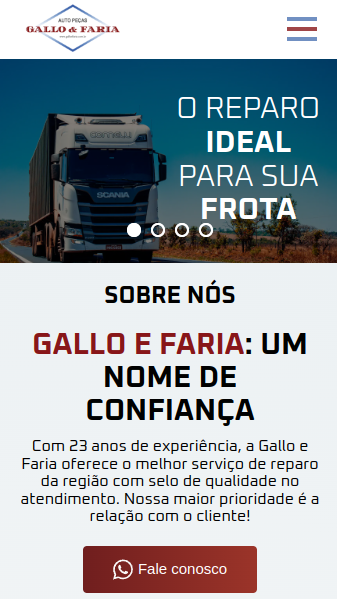 AUTO PEÇAS
GALLO & FARIA
O REPARO
IDEAL
PARA SUA
FROTA
SCANIA
SOBRE NÓS
GALLO E FARIA: UM
NOME DE
CONFIANÇA
Com 23 anos de experiência, a Gallo e
Faria oferece o melhor serviço de reparo
da região com selo de qualidade no
atendimento. Nossa maior prioridade é a
relação com o cliente!
Fale conosco